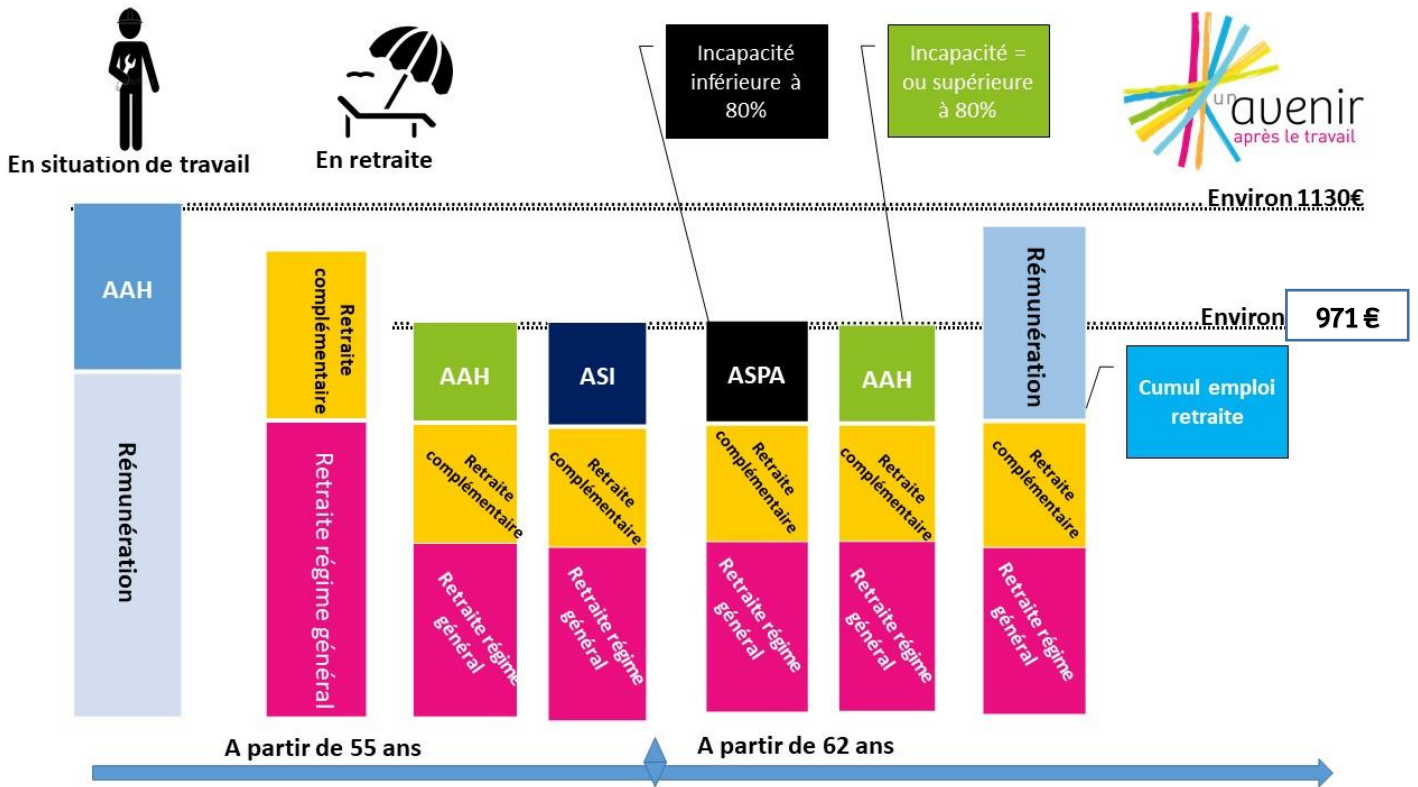 En situation de travail
En retraite
Incapacité
inférieure à
80%
Incapacité =
ou supérieure
à 80%
un
avenir
après le travail
Environ 1130€
Environ
971 €
AAH
Rémunération
Retraite
complémentaire
Retraite régime général
AAH
Retraite
complémentaire
Retraite régime
général
ASI
Retraite
complémentaire
Retraite régime
général
ASPA
Retraite
complémentaire
Retraite régime
général
AAH
Retraite
complémentaire
Retraite régime
général
Rémunération
Retraite
complémentaire
Retraite régime
général
Cumul emploi
retraite
A partir de 55 ans
A partir de 62 ans